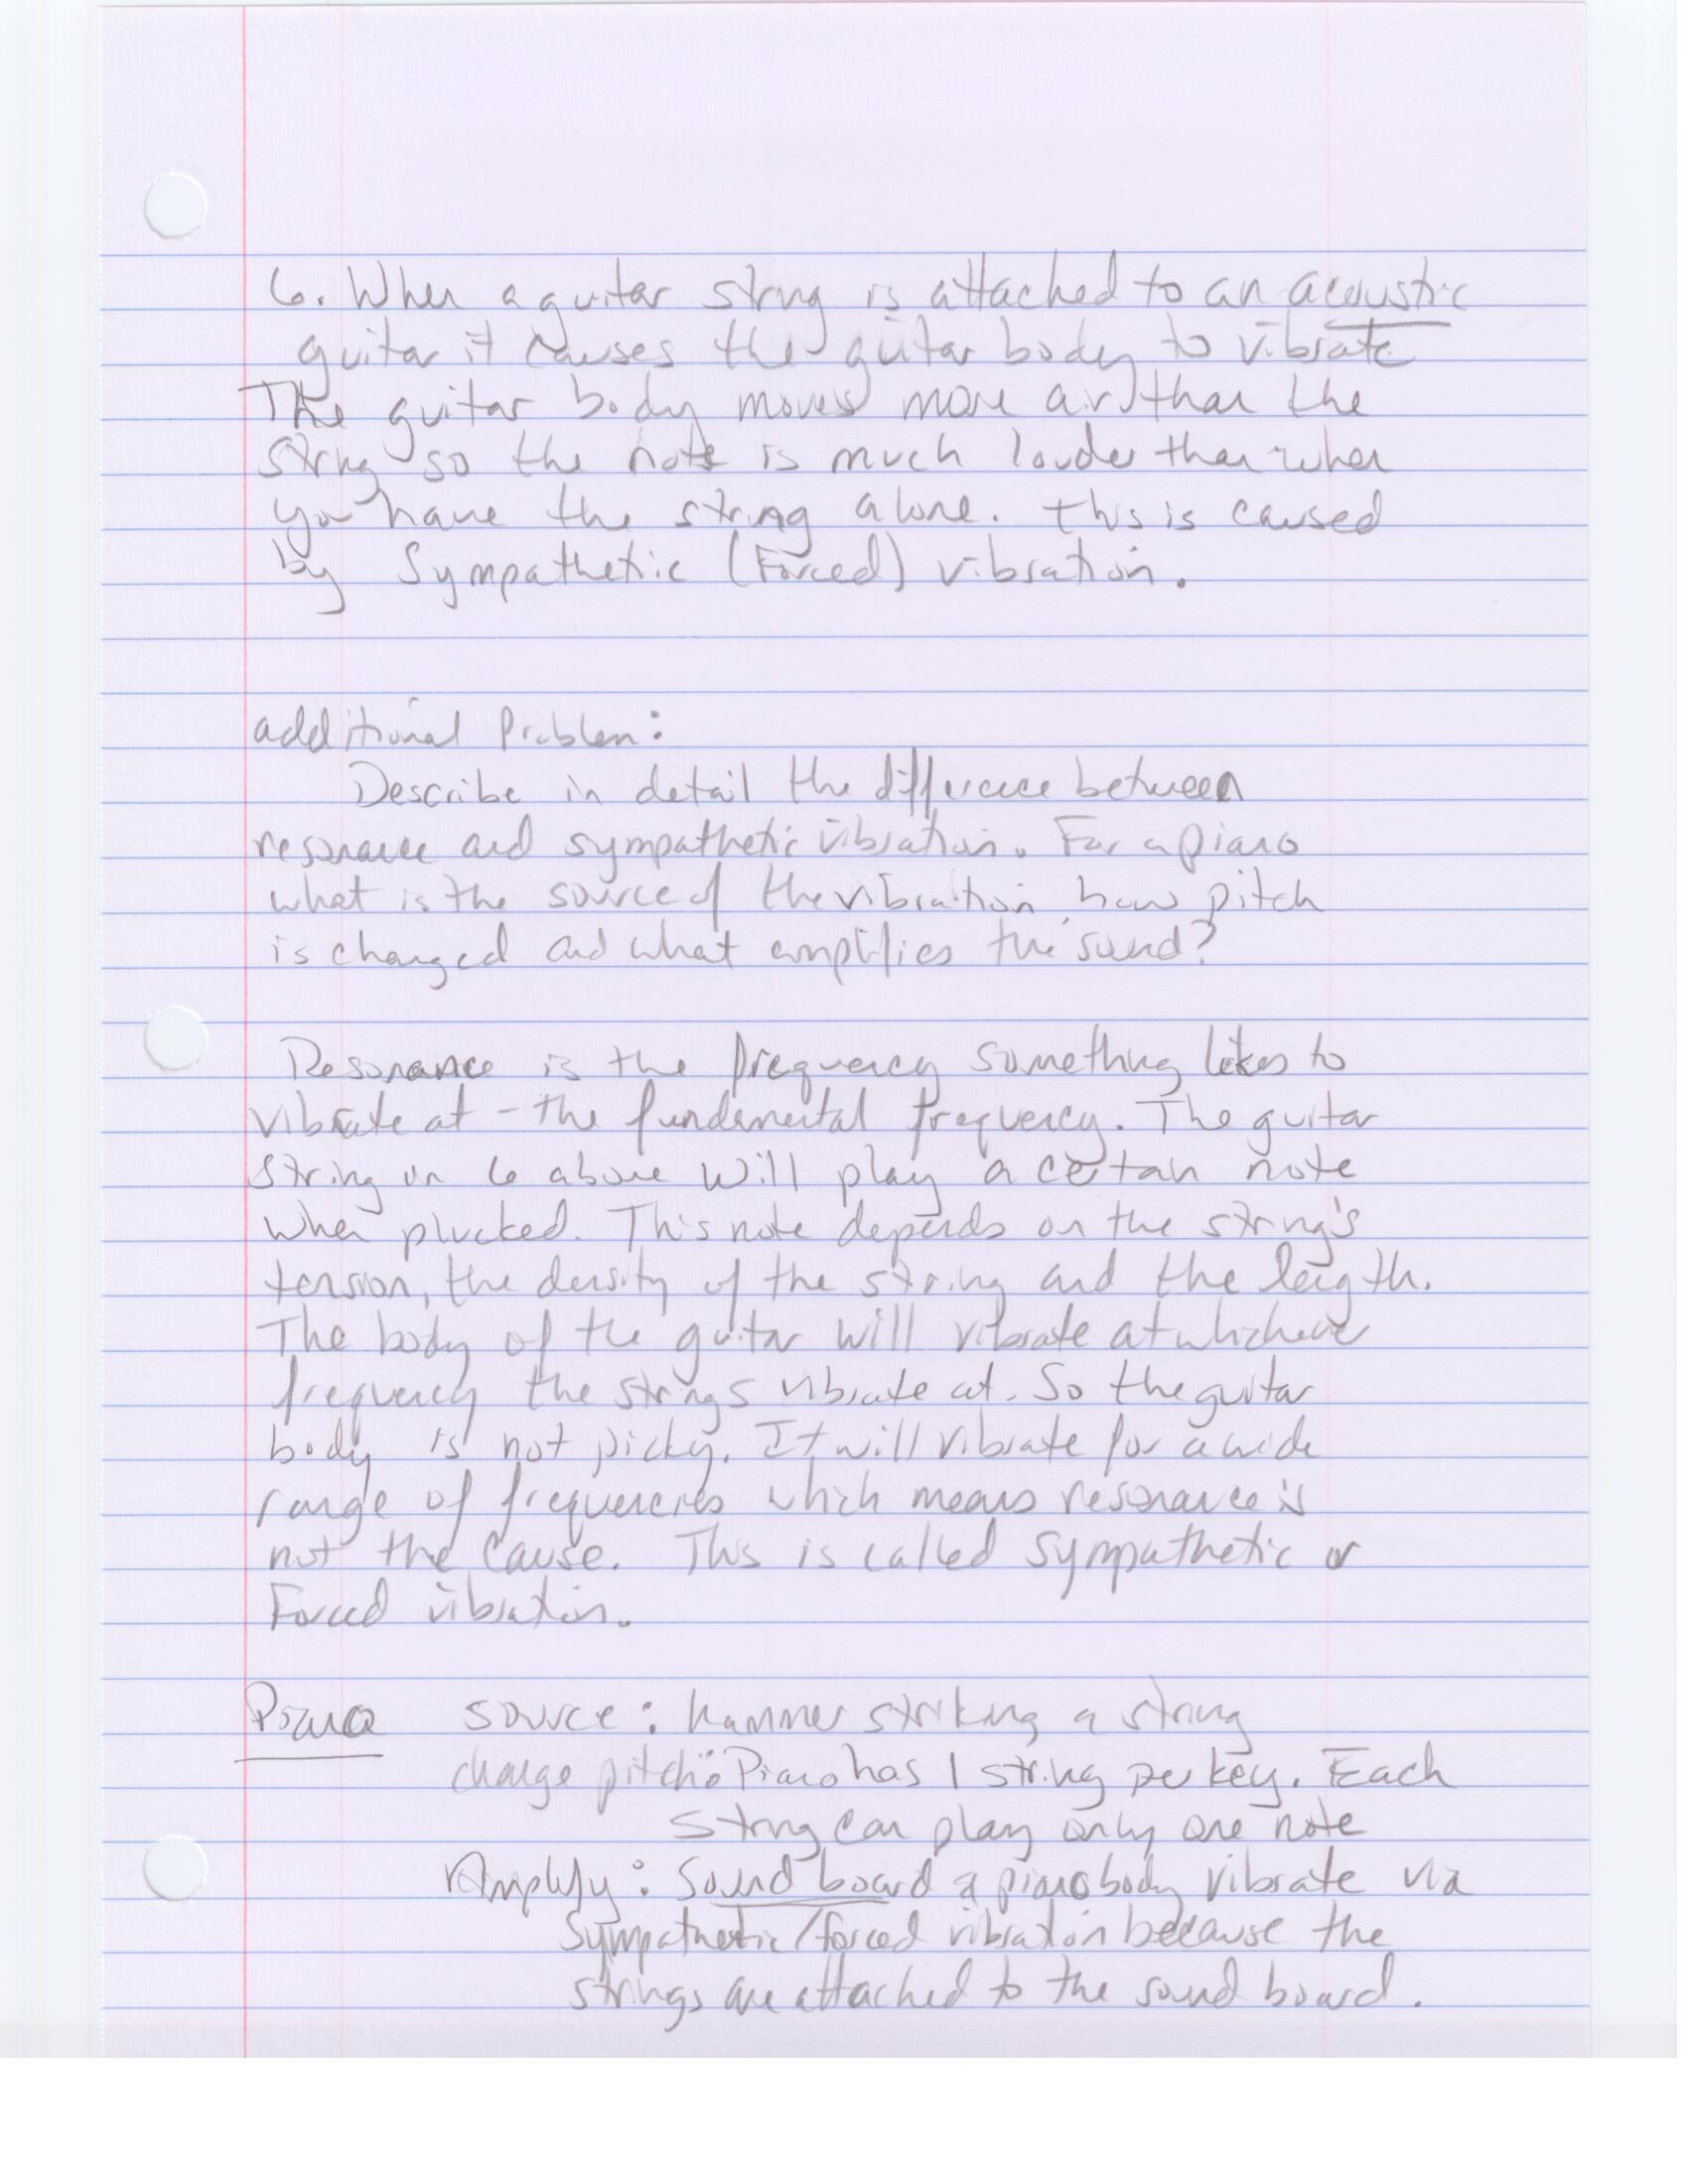 6. When a guitar string is attached to an acoustic
guitar it causes the guitar body to vibrate
The guitar body moves more air than the
string so the note is much louder than when
you have the string alone. this is caused
by Sympathetic (Forced) vibration.
additional Problem:
Describe in detail the difference between
resonance and sympathetic vibration. For a piano
what is the source of the vibration, how pitch
is changed and what amplifies the sound?
Resonance is the frequency something likes to
vibrate at - the fundamental frequency. The guitar
string in 6 above will play a certain note
when plucked. This note depends on the string's
tension, the density of the string and the length.
The body of the guitar will vibrate at whichever
frequency the strings vibrate at. So the guitar
body is not picky. It will vibrate for a wide
range of frequencies which means resonance is
not the cause. This is called Sympathetic or
Forced vibration.
Piano source: hammer striking a string
change pitch: Piano has 1 string per key. Each
string can play only one note
Amplify: Sound board & piano body vibrate via
Sympathetic/forced vibration because the
strings are attached to the sound board.